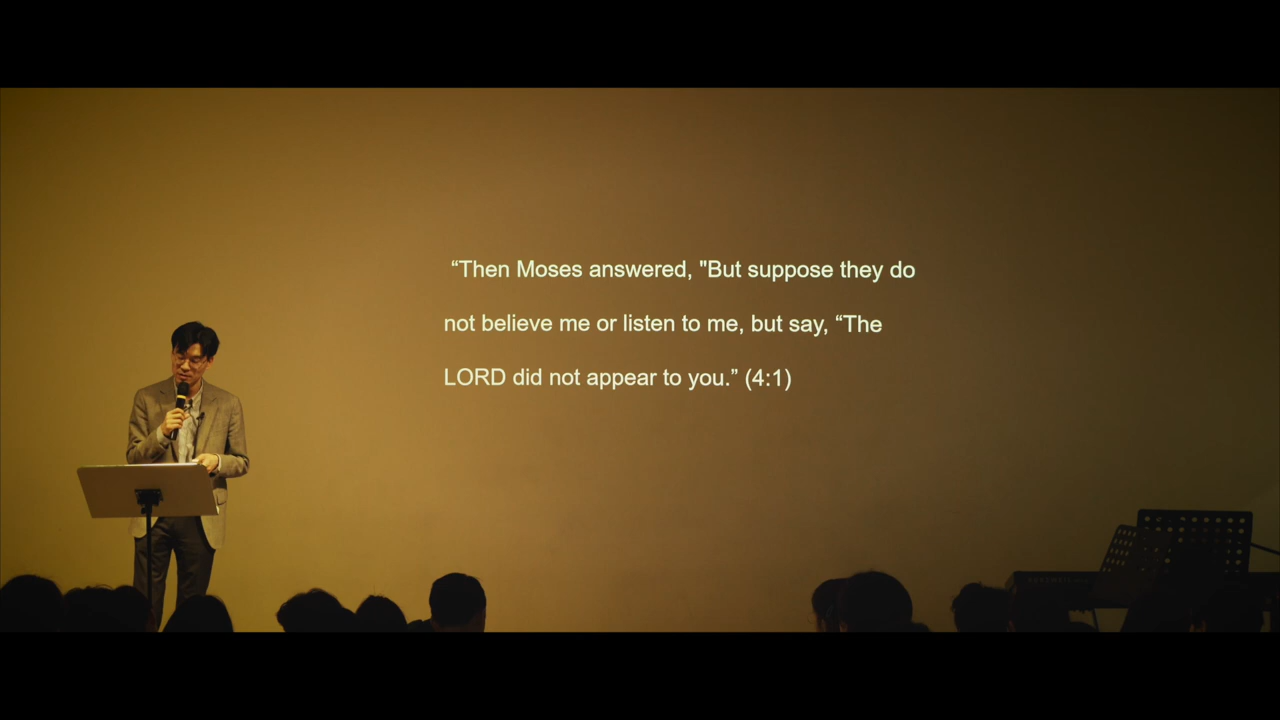 “Then Moses answered, "But suppose they do
not believe me or listen to me, but say, “The
LORD did not appear to you.” (4:1)